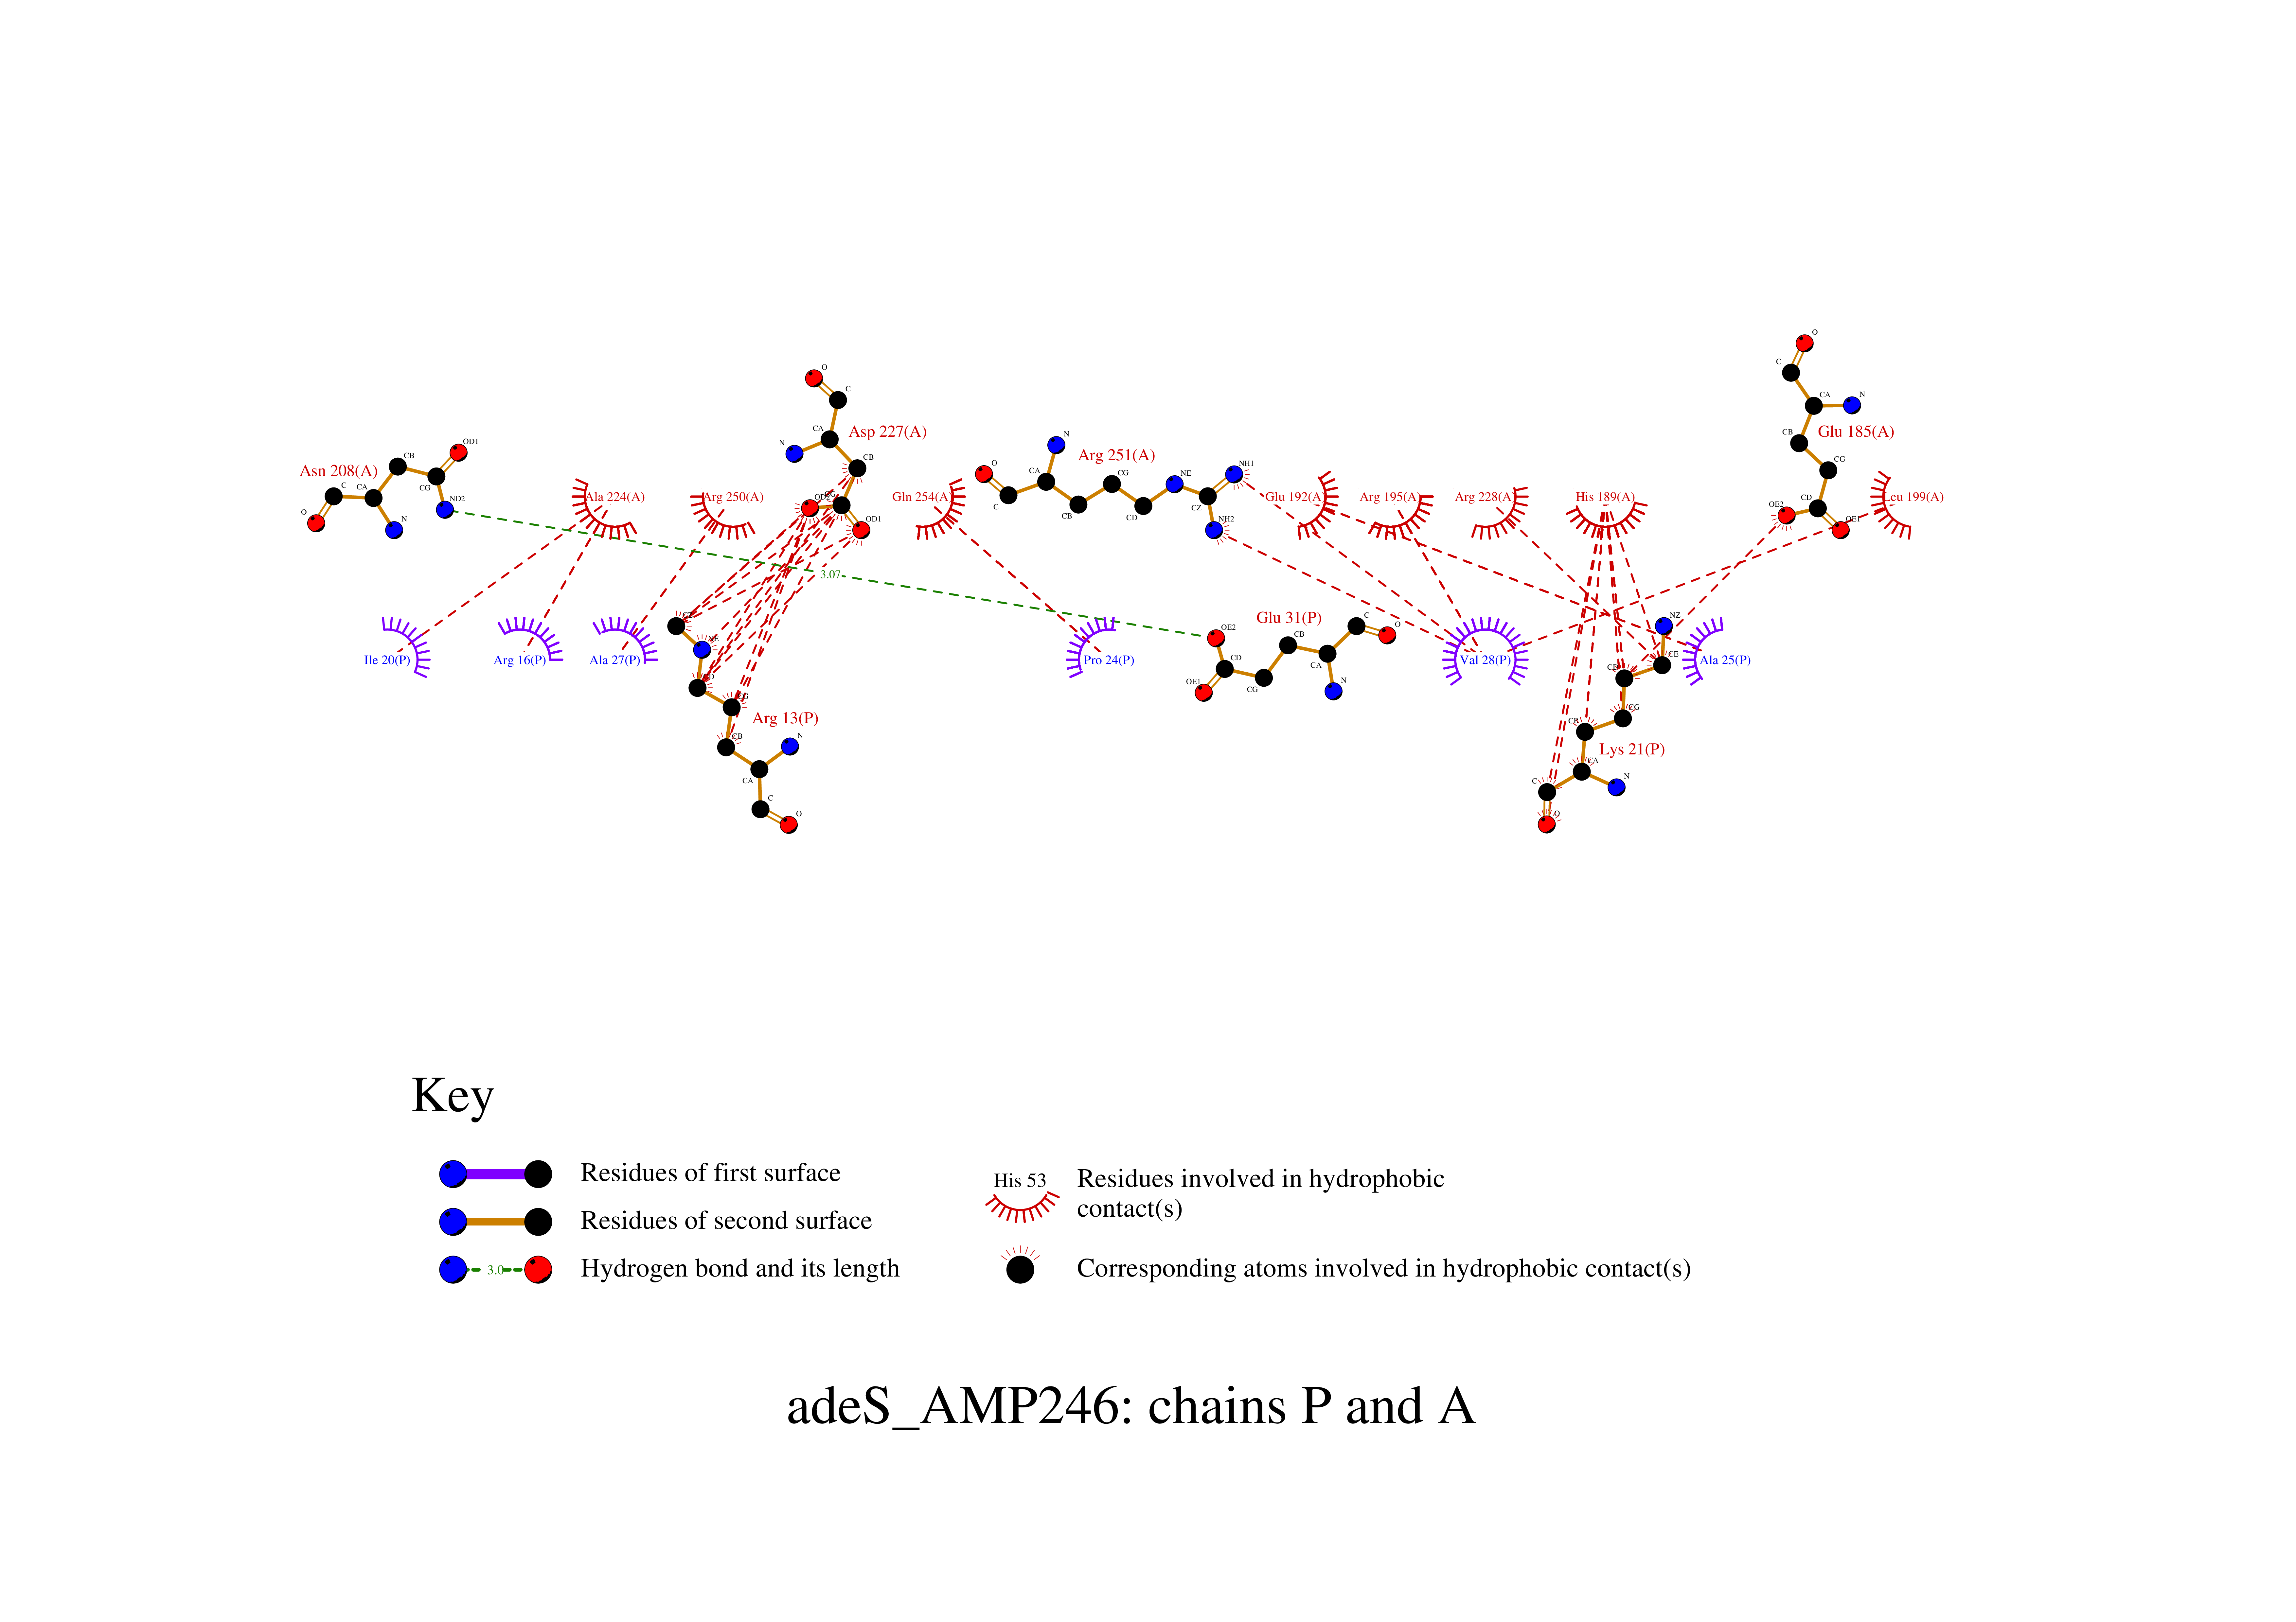 O
C
N
CA
Asp 227(A)
CB
OD1
O
C
CA
N
CB
Glu 185(A)
CG
CD
OE2
OE1
Asn 208(A)
C
CA
CB
OD1
CG
ND2
O
N
Ala 224(A)
Arg 250(A)
Gln 254(A)
O
C
CA
N
Arg 251(A)
CB
CG
CD
NE
CZ
NH1
NH2
Glu 192(A)
Arg 195(A)
Arg 228(A)
His 189(A)
Leu 199(A)
3.07
Ile 20(P)
Arg 16(P)
Ala 27(P)
NE
CG
Arg 13(P)
CB
N
CA
C
O
Pro 24(P)
Glu 31(P)
OE2
CD
OE1
CG
CB
CA
C
O
N
Val 28(P)
NZ
CE
Ala 25(P)
CG
CB
Lys 21(P)
CA
N
C
O
Key
Residues of first surface
Residues of second surface
3.0
Hydrogen bond and its length
His 53
Residues involved in hydrophobic
contact(s)
Corresponding atoms involved in hydrophobic contact(s)
adeS_AMP246: chains P and A